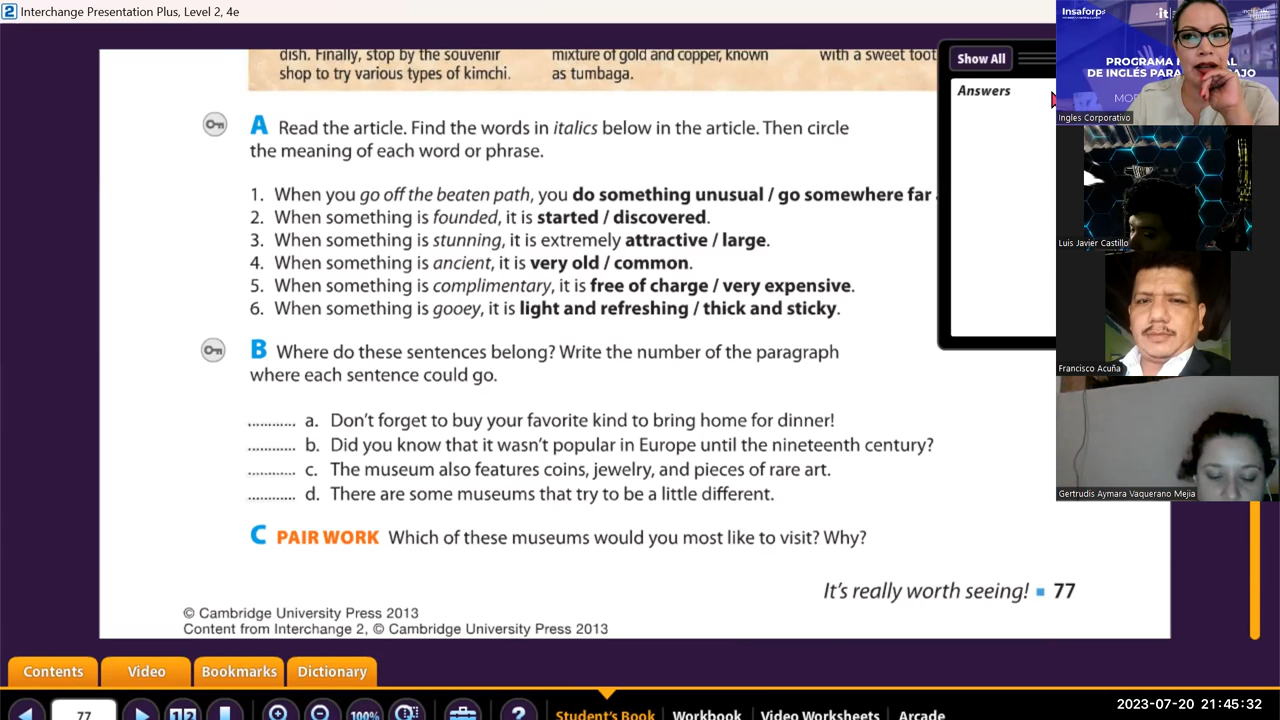 Interchange Presentation Plus, Level 2, 4e
dish. Finally, stop by the souvenir
shop to try various types of kimchi.
mixture of gold and copper, known
as tumbaga.
with a sweet toot
A Read the article. Find the words in italics below in the article. Then circle
the meaning of each word or phrase.
1. When you go off the beaten path, you do something unusual / go somewhere far
2. When something is founded, it is started / discovered.
3. When something is stunning, it is extremely attractive / large.
4. When something is ancient, it is very old / common.
5. When something is complimentary, it is free of charge / very expensive.
6. When something is gooey, it is light and refreshing / thick and sticky.
B Where do these sentences belong? Write the number of the paragraph
where each sentence could go.
........... a. Don't forget to buy your favorite kind to bring home for dinner!
........... b. Did you know that it wasn't popular in Europe until the nineteenth century?
........... c. The museum also features coins, jewelry, and pieces of rare art.
........... d. There are some museums that try to be a little different.
C PAIR WORK Which of these museums would you most like to visit? Why?
It's really worth seeing! ■ 77
© Cambridge University Press 2013
Content from Interchange 2, © Cambridge University Press 2013
Show All
Answers
Insaforp
it
PROGRAMA
DE INGLÉS PARA
AJO
Ingles Corporativo
Luis Javier Castillo
Francisco Acuña
Gertrudis Aymara Vaquerano Mejia
Contents
Video
Bookmarks
Dictionary
77
1 2
100%
?
Student's Book
Workbook
Video Worksheets
Arcade
2023-07-20 21:45:32